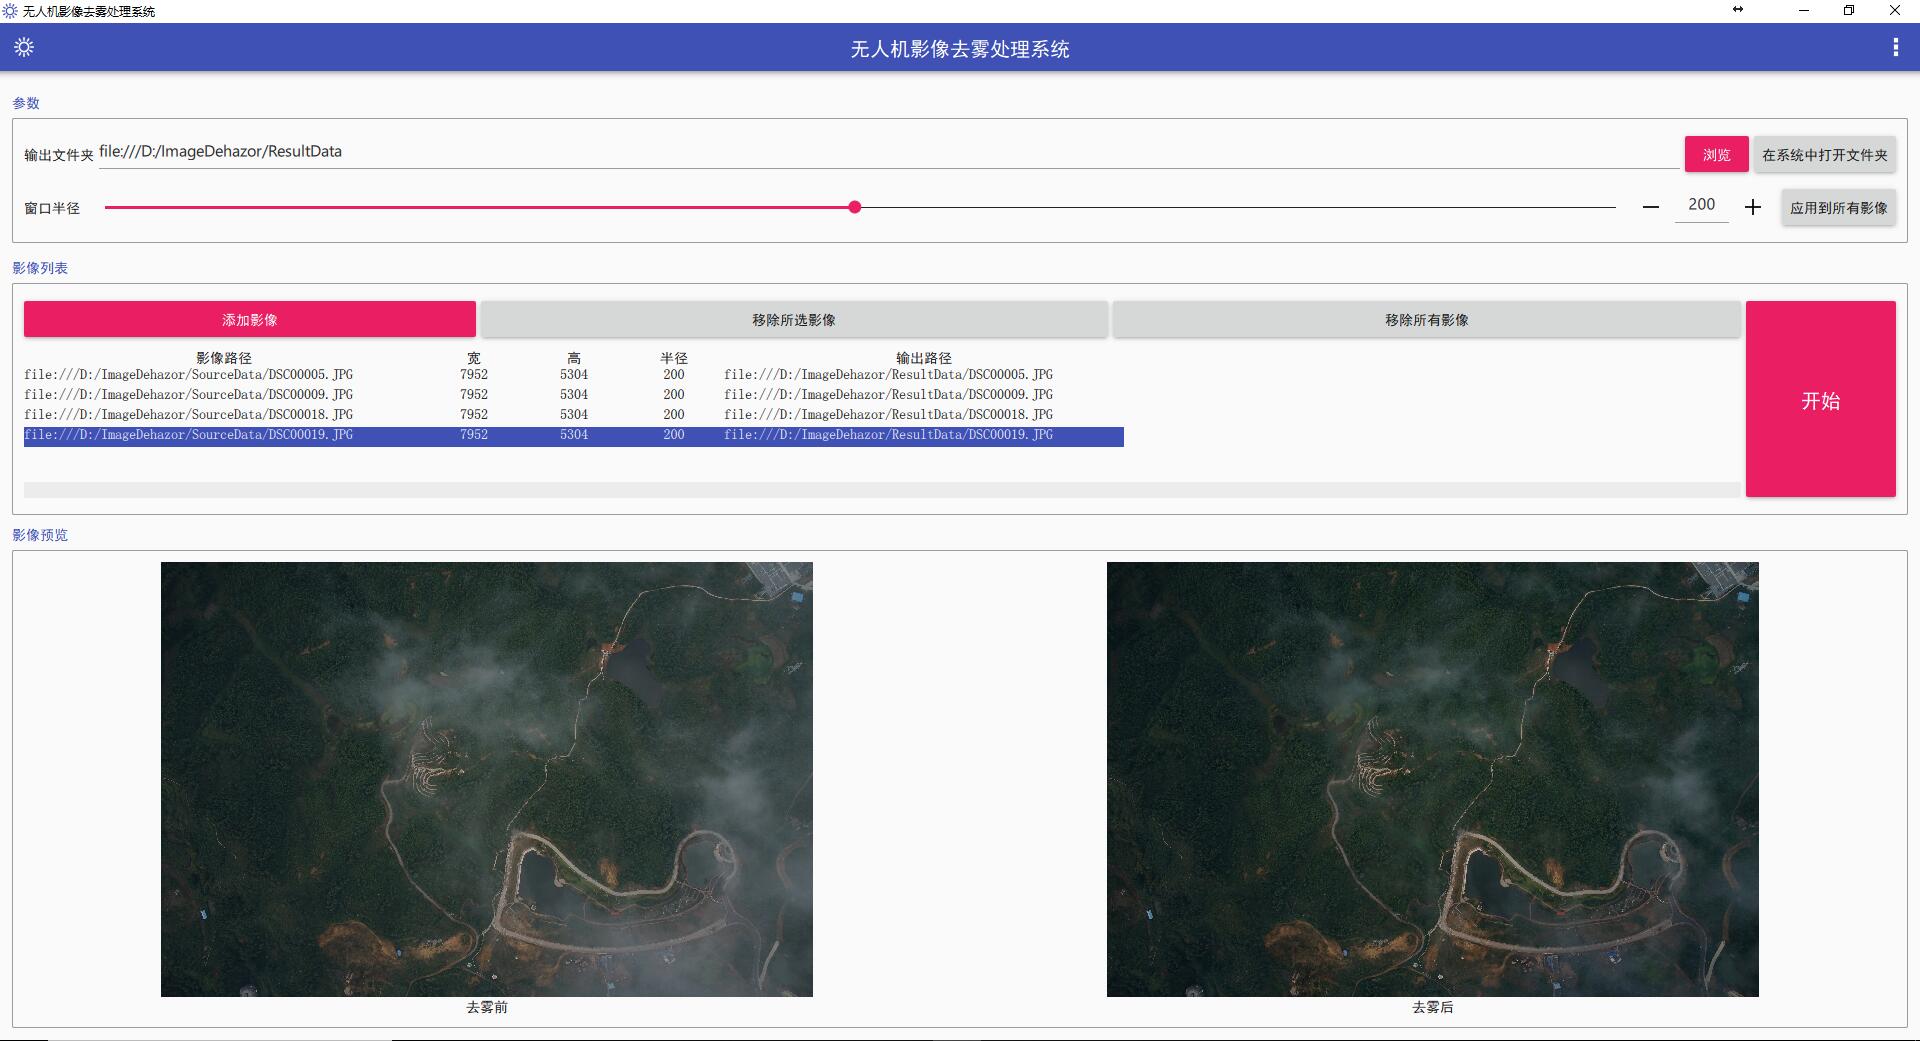 无人机影像去雾处理系统
无人机影像去雾处理系统
参数
输出文件夹 file:///D:/ImageDehazor/ResultData 浏览 在系统中打开文件夹
窗口半径 200 应用到所有影像
影像列表
添加影像 移除所选影像 移除所有影像
影像路径 宽 高 半径 输出路径
file:///D:/ImageDehazor/SourceData/DSC00005.JPG 7952 5304 200 file:///D:/ImageDehazor/ResultData/DSC00005.JPG
file:///D:/ImageDehazor/SourceData/DSC00009.JPG 7952 5304 200 file:///D:/ImageDehazor/ResultData/DSC00009.JPG
file:///D:/ImageDehazor/SourceData/DSC00018.JPG 7952 5304 200 file:///D:/ImageDehazor/ResultData/DSC00018.JPG
file:///D:/ImageDehazor/SourceData/DSC00019.JPG 7952 5304 200 file:///D:/ImageDehazor/ResultData/DSC00019.JPG
开始
影像预览
去雾前 去雾后